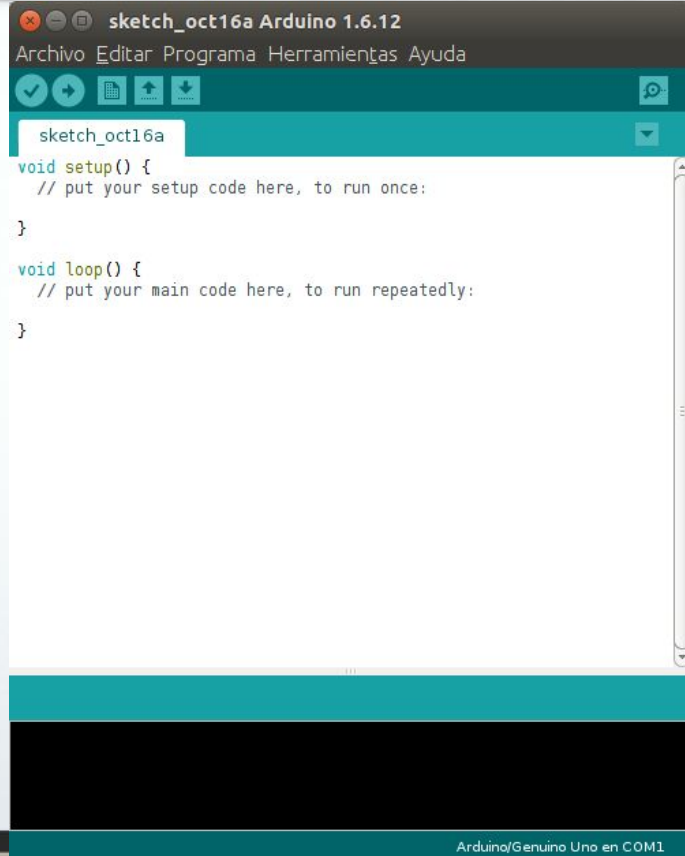 sketch_oct16a Arduino 1.6.12
Archivo Editar Programa Herramientas Ayuda
sketch_oct16a
void setup() {
  // put your setup code here, to run once:
}
void loop() {
  // put your main code here, to run repeatedly:
}
Arduino/Genuino Uno en COM1